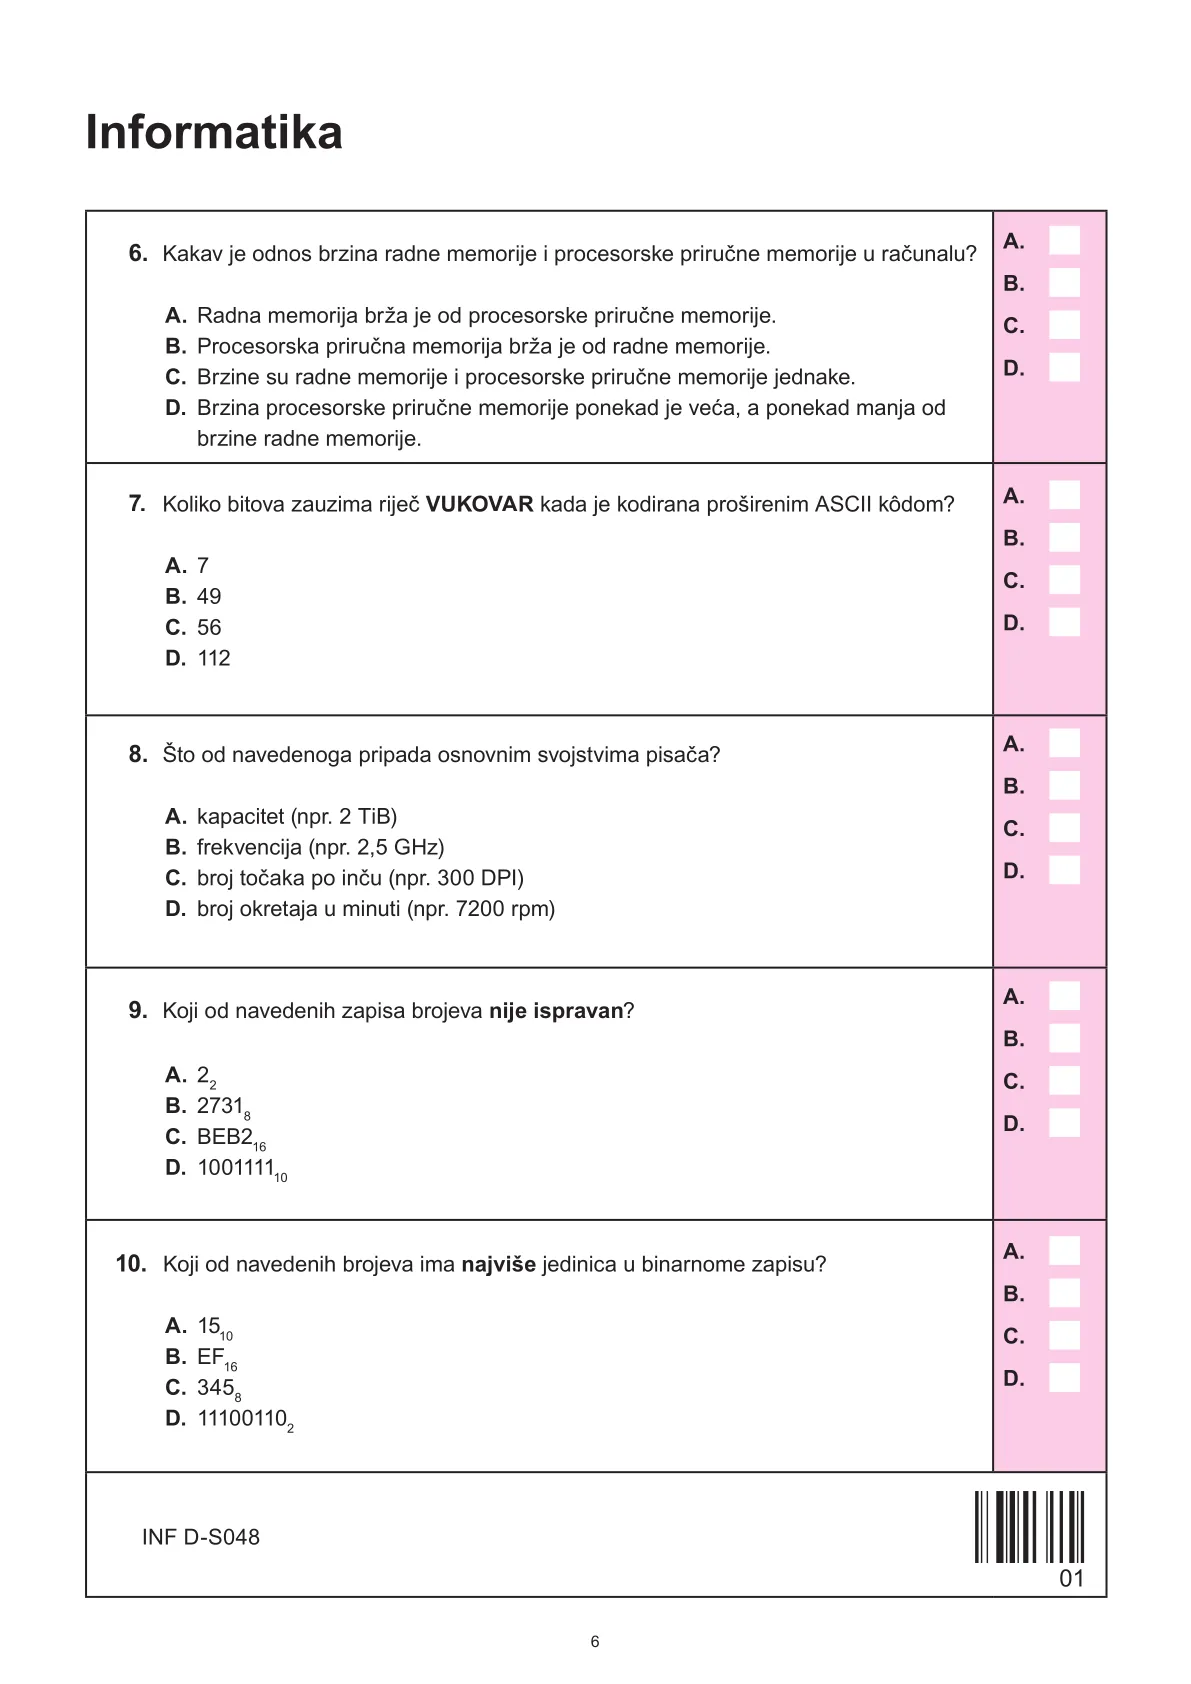 Informatika
6. Kakav je odnos brzina radne memorije i procesorske priručne memorije u računalu?
A. Radna memorija brža je od procesorske priručne memorije.
B. Procesorska priručna memorija brža je od radne memorije.
C. Brzine su radne memorije i procesorske priručne memorije jednake.
D. Brzina procesorske priručne memorije ponekad je veća, a ponekad manja od
brzine radne memorije.
A.
B.
C.
D.
7. Koliko bitova zauzima riječ VUKOVAR kada je kodirana proširenim ASCII kôdom?
A. 7
B. 49
C. 56
D. 112
A.
B.
C.
D.
8. Što od navedenoga pripada osnovnim svojstvima pisača?
A. kapacitet (npr. 2 TiB)
B. frekvencija (npr. 2,5 GHz)
C. broj točaka po inču (npr. 300 DPI)
D. broj okretaja u minuti (npr. 7200 rpm)
A.
B.
C.
D.
9. Koji od navedenih zapisa brojeva nije ispravan?
A. 2₂
B. 2731₈
C. BEB2₁₆
D. 1001111₁₀
A.
B.
C.
D.
10. Koji od navedenih brojeva ima najviše jedinica u binarnome zapisu?
A. 15₁₀
B. EF₁₆
C. 345₈
D. 11100110₂
A.
B.
C.
D.
INF D-S048
01
6